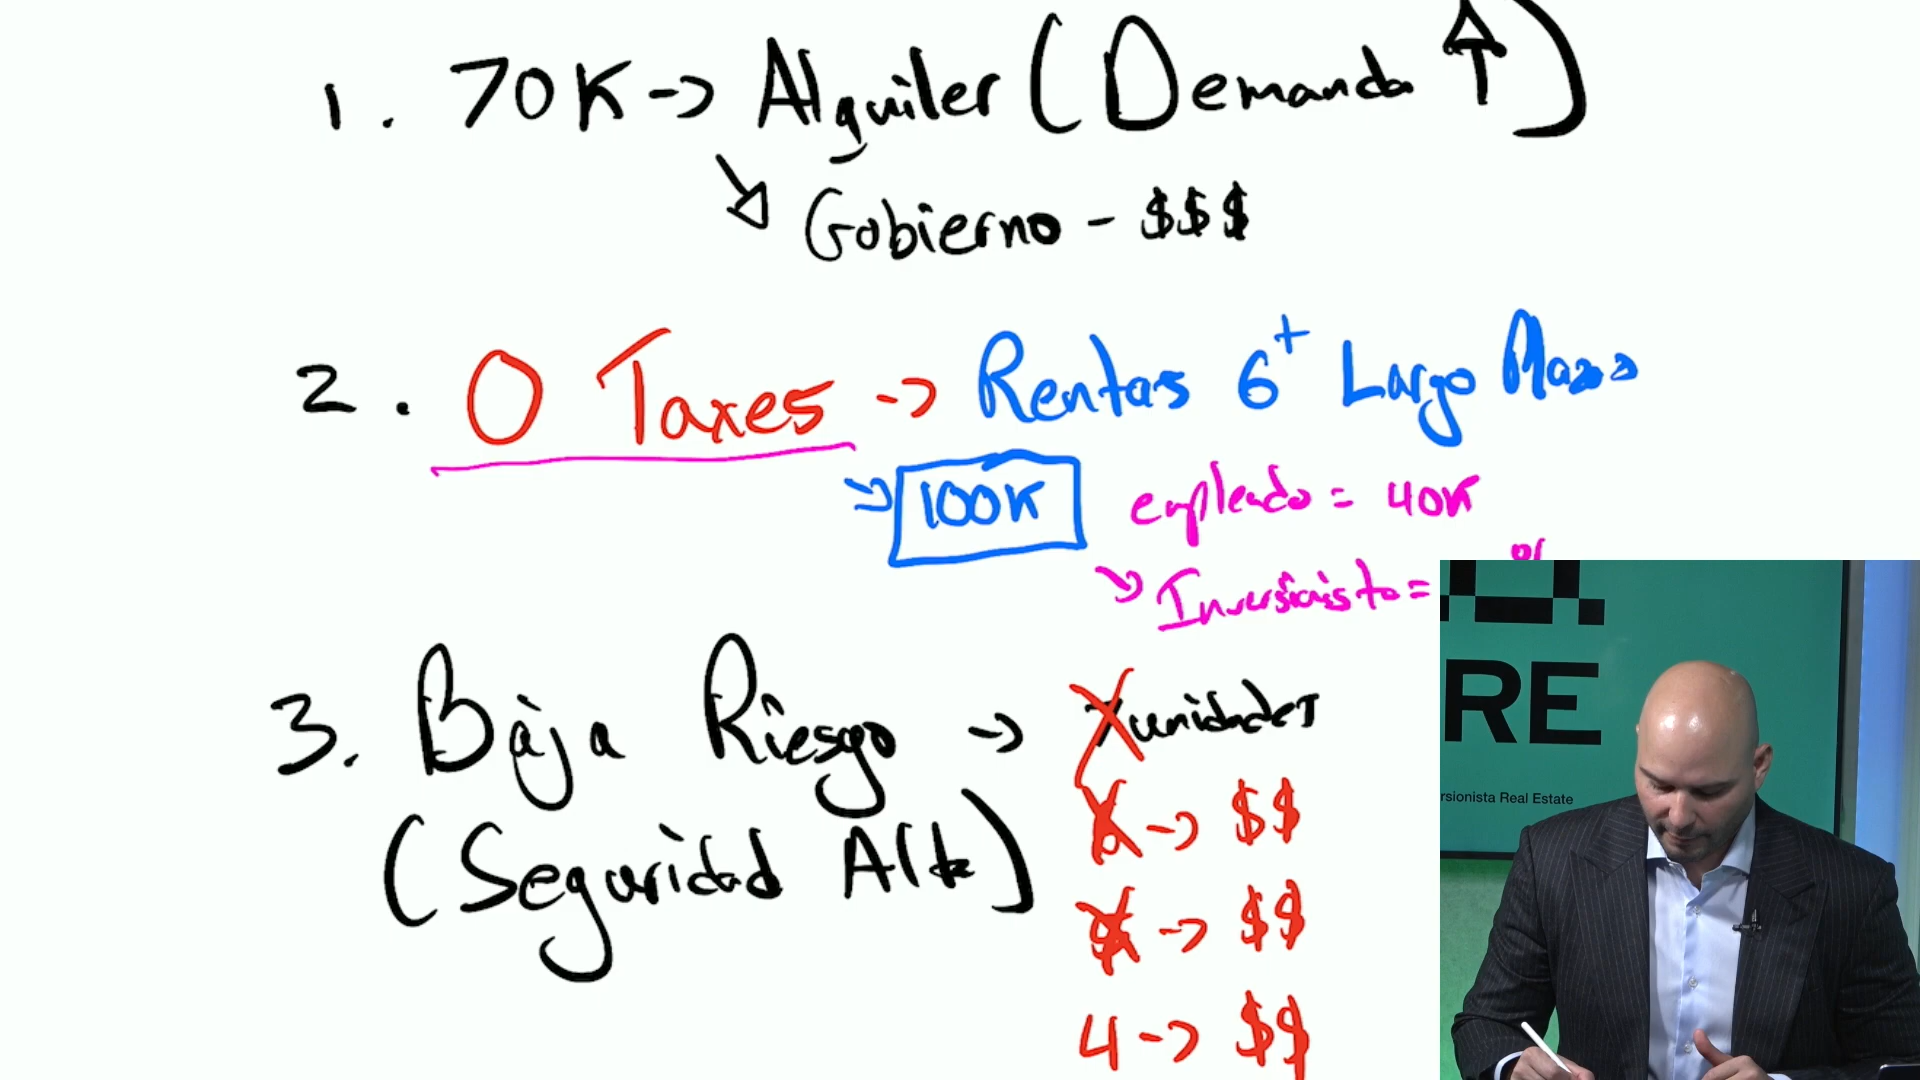 1. 70K -> Alquiler (Demanda ↑)
Gobierno - $$$
2. 0 Taxes -> Rentas 6+ Largo Plazo
-> 100K
empleado = 40K
-> Inversionista =
3. Baja Riesgo -> unidades
(Seguridad Alta)
-> $$
-> $$
4 -> $$
RE
rsionista Real Estate